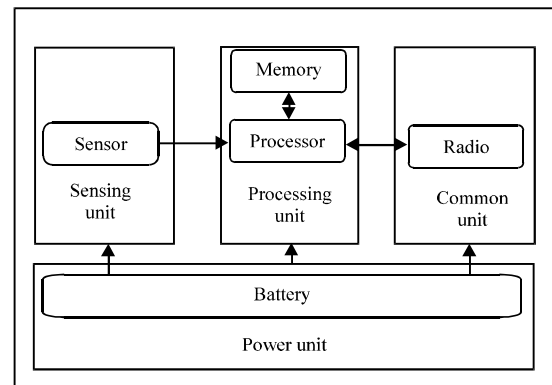 Memory
Sensor
Processor
Radio
Sensing
unit
Processing
unit
Common
unit
Battery
Power unit